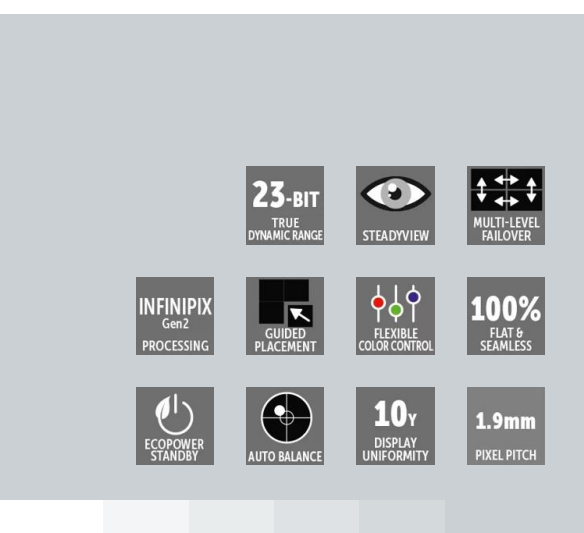 23-BIT
TRUE
DYNAMIC RANGE
STEADYVIEW
MULTI-LEVEL
FAILOVER
INFINIPIX
Gen2
PROCESSING
GUIDED
PLACEMENT
FLEXIBLE
COLOR CONTROL
100%
FLAT &
SEAMLESS
ECOPOWER
STANDBY
AUTO BALANCE
10Y
DISPLAY
UNIFORMITY
1.9mm
PIXEL PITCH